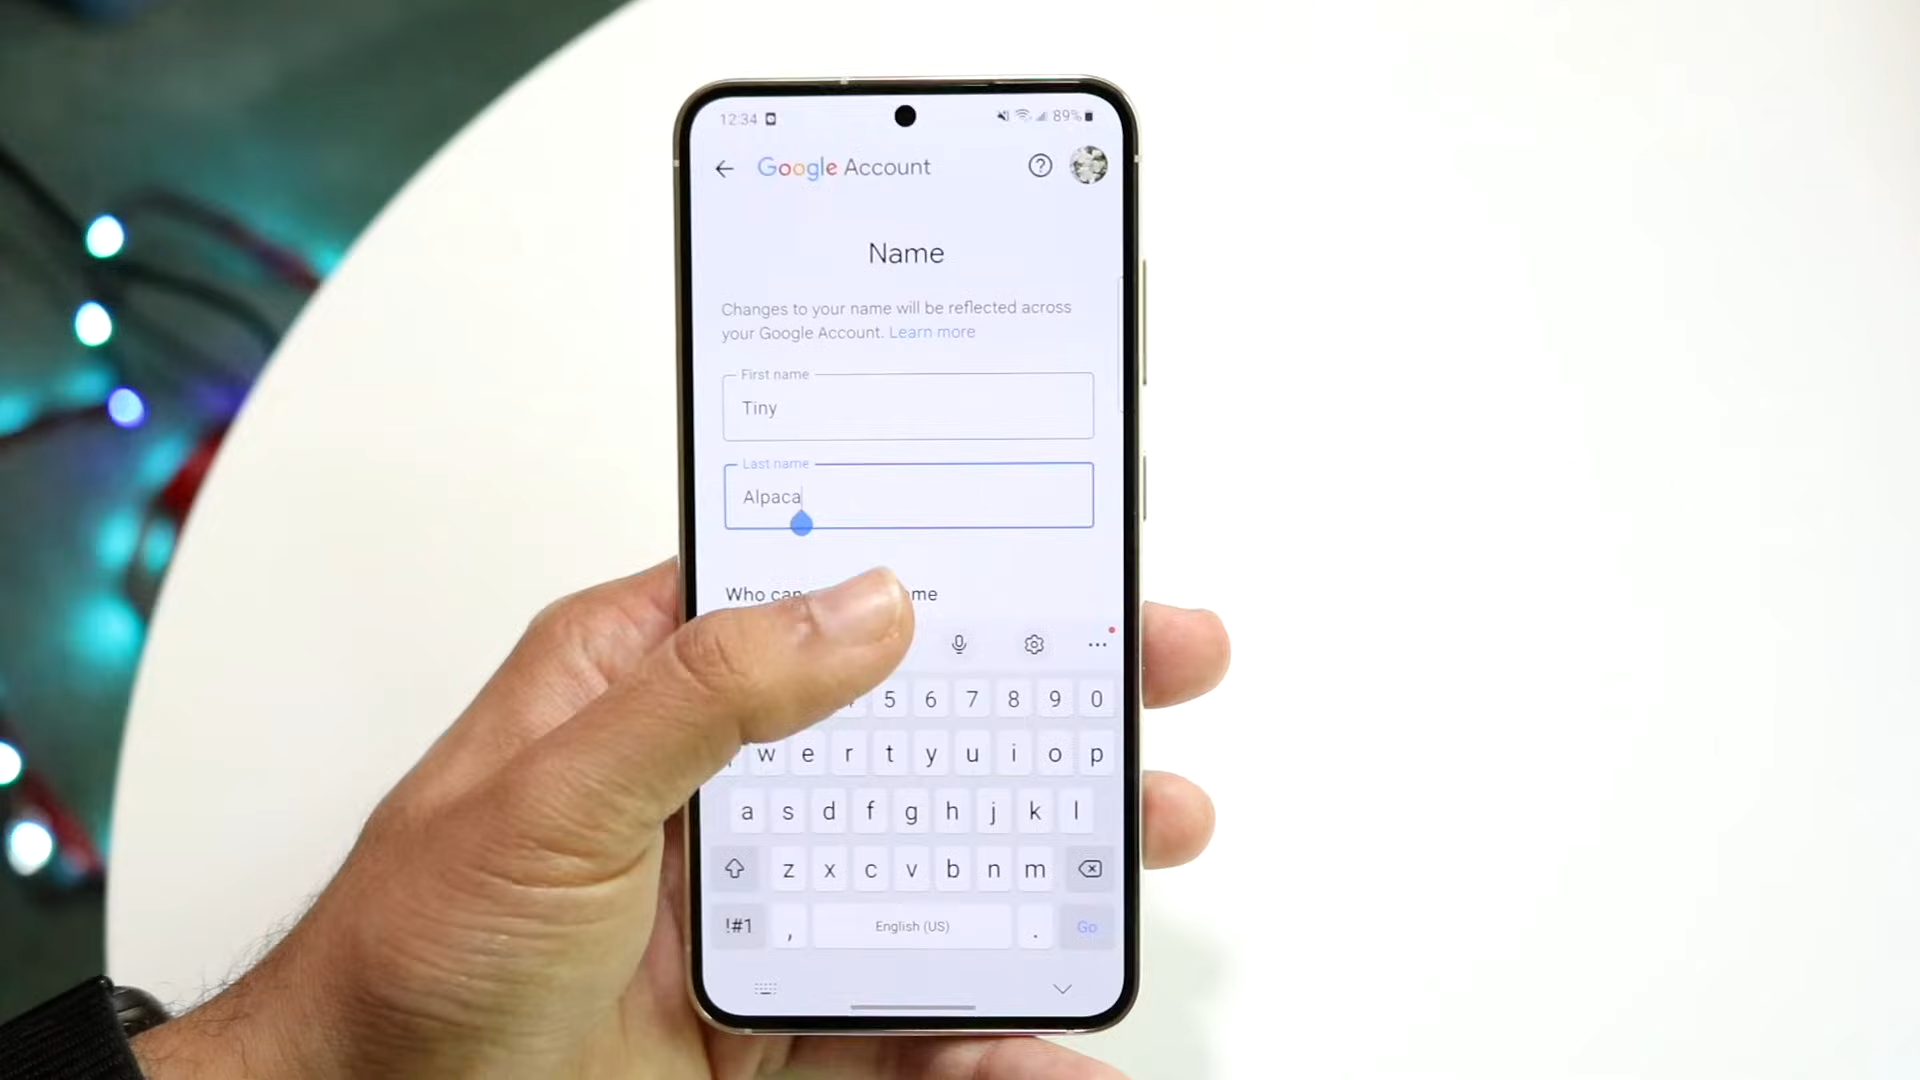 12:34 89%
Google Account
Name
Changes to your name will be reflected across
your Google Account. Learn more
First name
Tiny
Last name
Alpaca
Who can
5 6 7 8 9 0
w e r t y u i o p
a s d f g h j k l
z x c v b n m
!#1 , English (US) . Go